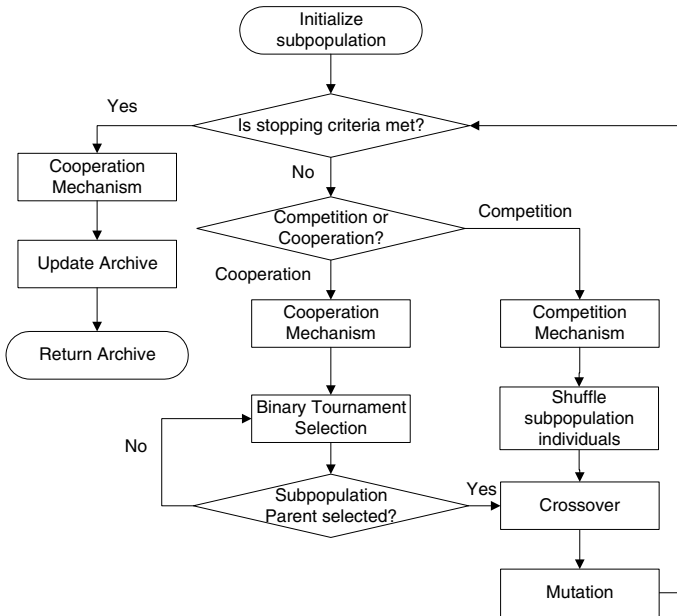 Initialize
subpopulation
Yes
Is stopping criteria met?
Cooperation
Mechanism
No
Competition or
Cooperation?
Competition
Update Archive
Cooperation
Cooperation
Mechanism
Competition
Mechanism
Return Archive
Binary Tournament
Selection
Shuffle
subpopulation
individuals
No
Subpopulation
Parent selected?
Yes
Crossover
Mutation